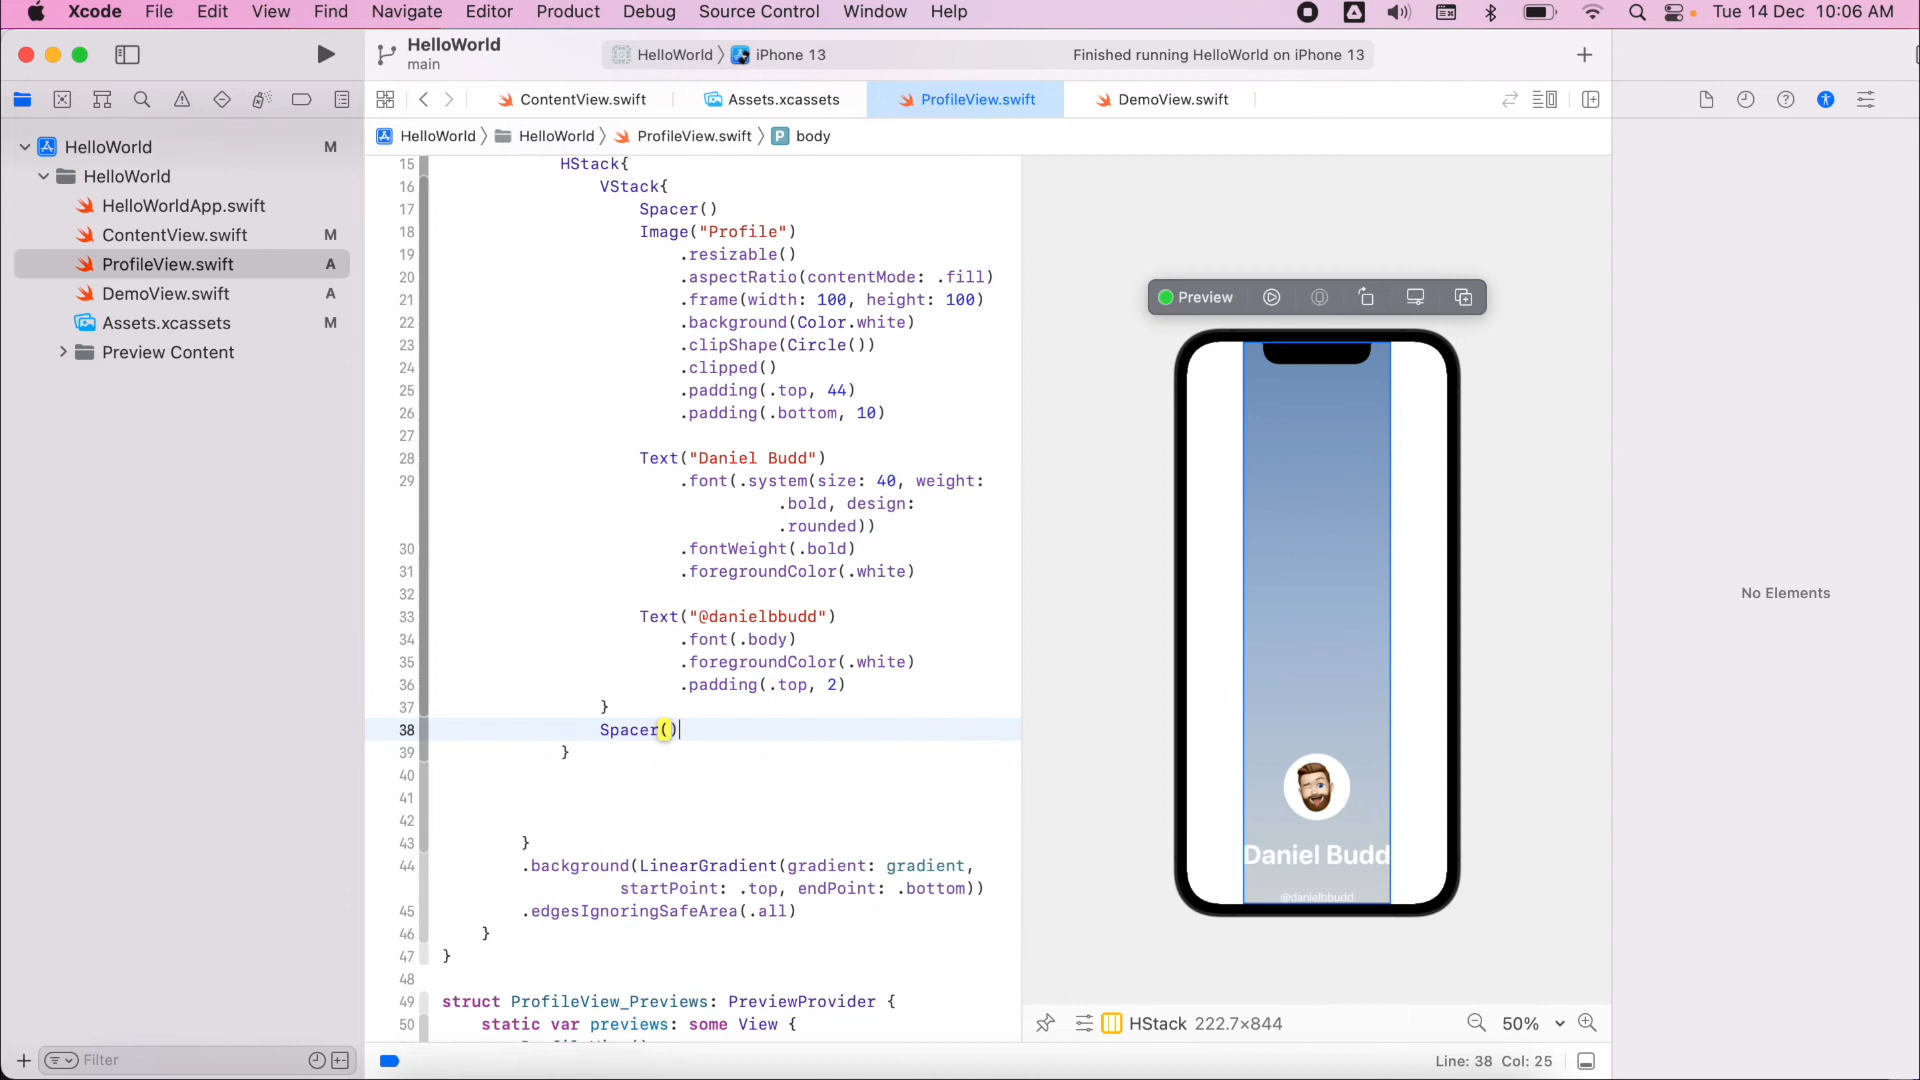 Xcode File Edit View Find Navigate Editor Product Debug Source Control Window Help Tue 14 Dec 10:06 AM
HelloWorld
main
HelloWorld iPhone 13 Finished running HelloWorld on iPhone 13
ContentView.swift Assets.xcassets ProfileView.swift DemoView.swift
HelloWorld HelloWorld ProfileView.swift P body
HelloWorld M
HelloWorld
HelloWorldApp.swift
ContentView.swift M
ProfileView.swift A
DemoView.swift A
Assets.xcassets M
Preview Content
15 HStack{
16 VStack{
17 Spacer()
18 Image("Profile")
19 .resizable()
20 .aspectRatio(contentMode: .fill)
21 .frame(width: 100, height: 100)
22 .background(Color.white)
23 .clipShape(Circle())
24 .clipped()
25 .padding(.top, 44)
26 .padding(.bottom, 10)
27
28 Text("Daniel Budd")
29 .font(.system(size: 40, weight:
.bold, design:
.rounded))
30 .fontWeight(.bold)
31 .foregroundColor(.white)
32
33 Text("@danielbbudd")
34 .font(.body)
35 .foregroundColor(.white)
36 .padding(.top, 2)
37 }
38 Spacer()
39 }
40
41
42
43 }
44 .background(LinearGradient(gradient: gradient,
startPoint: .top, endPoint: .bottom))
45 .edgesIgnoringSafeArea(.all)
46 }
47 }
48
49 struct ProfileView_Previews: PreviewProvider {
50 static var previews: some View {
Preview
Daniel Budd
@danielbbudd
No Elements
HStack 222.7×844 50%
Filter
Line: 38 Col: 25